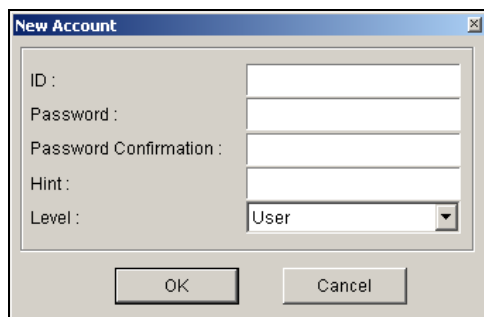 New Account
ID :
Password :
Password Confirmation :
Hint :
Level : User
OK Cancel